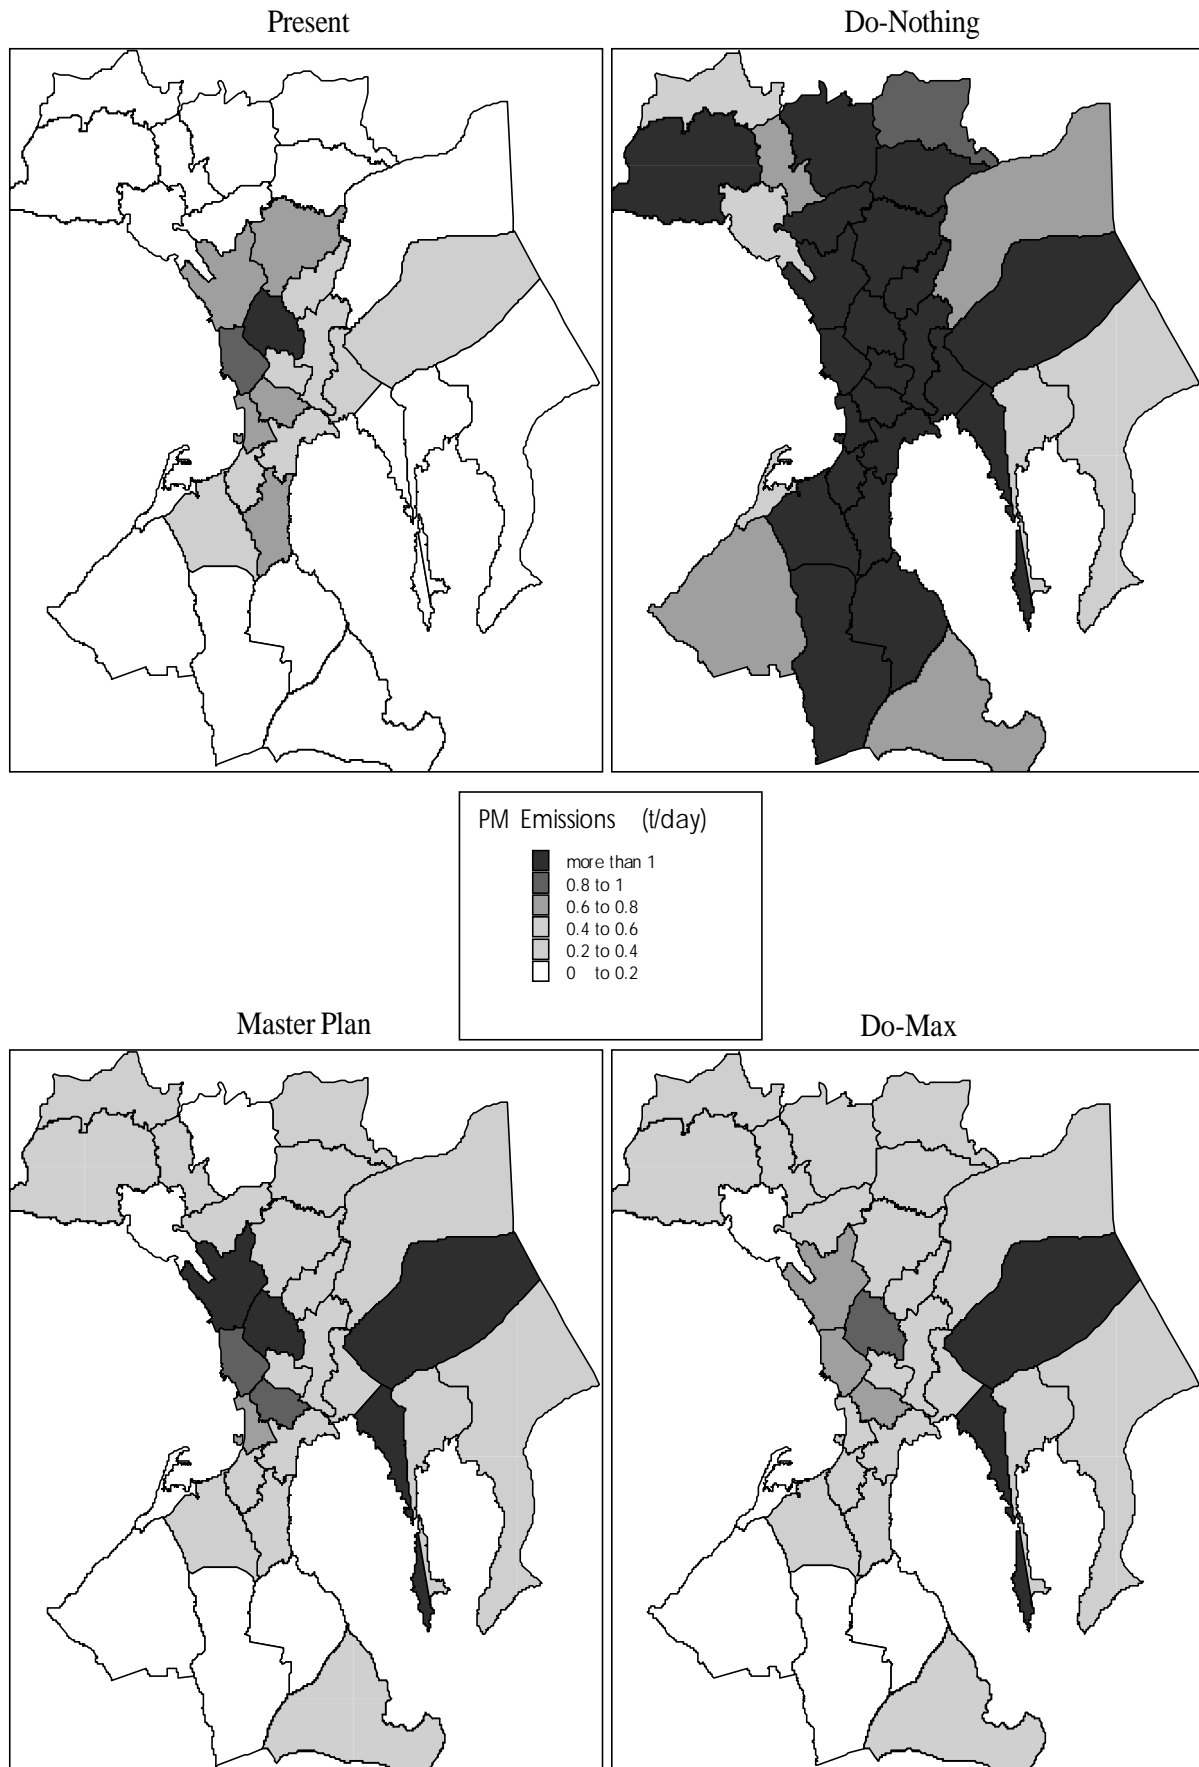 Present
Do-Nothing
PM Emissions (t/day)
more than 1
0.8 to 1
0.6 to 0.8
0.4 to 0.6
0.2 to 0.4
0 to 0.2
Master Plan
Do-Max